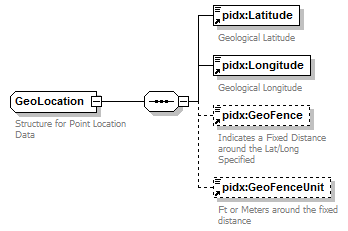 pidx:Latitude
Geological Latitude
pidx:Longitude
Geological Longitude
GeoLocation
Structure for Point Location
Data
pidx:GeoFence
Indicates a Fixed Distance
around the Lat/Long
Specified
pidx:GeoFenceUnit
Ft or Meters around the fixed
distance